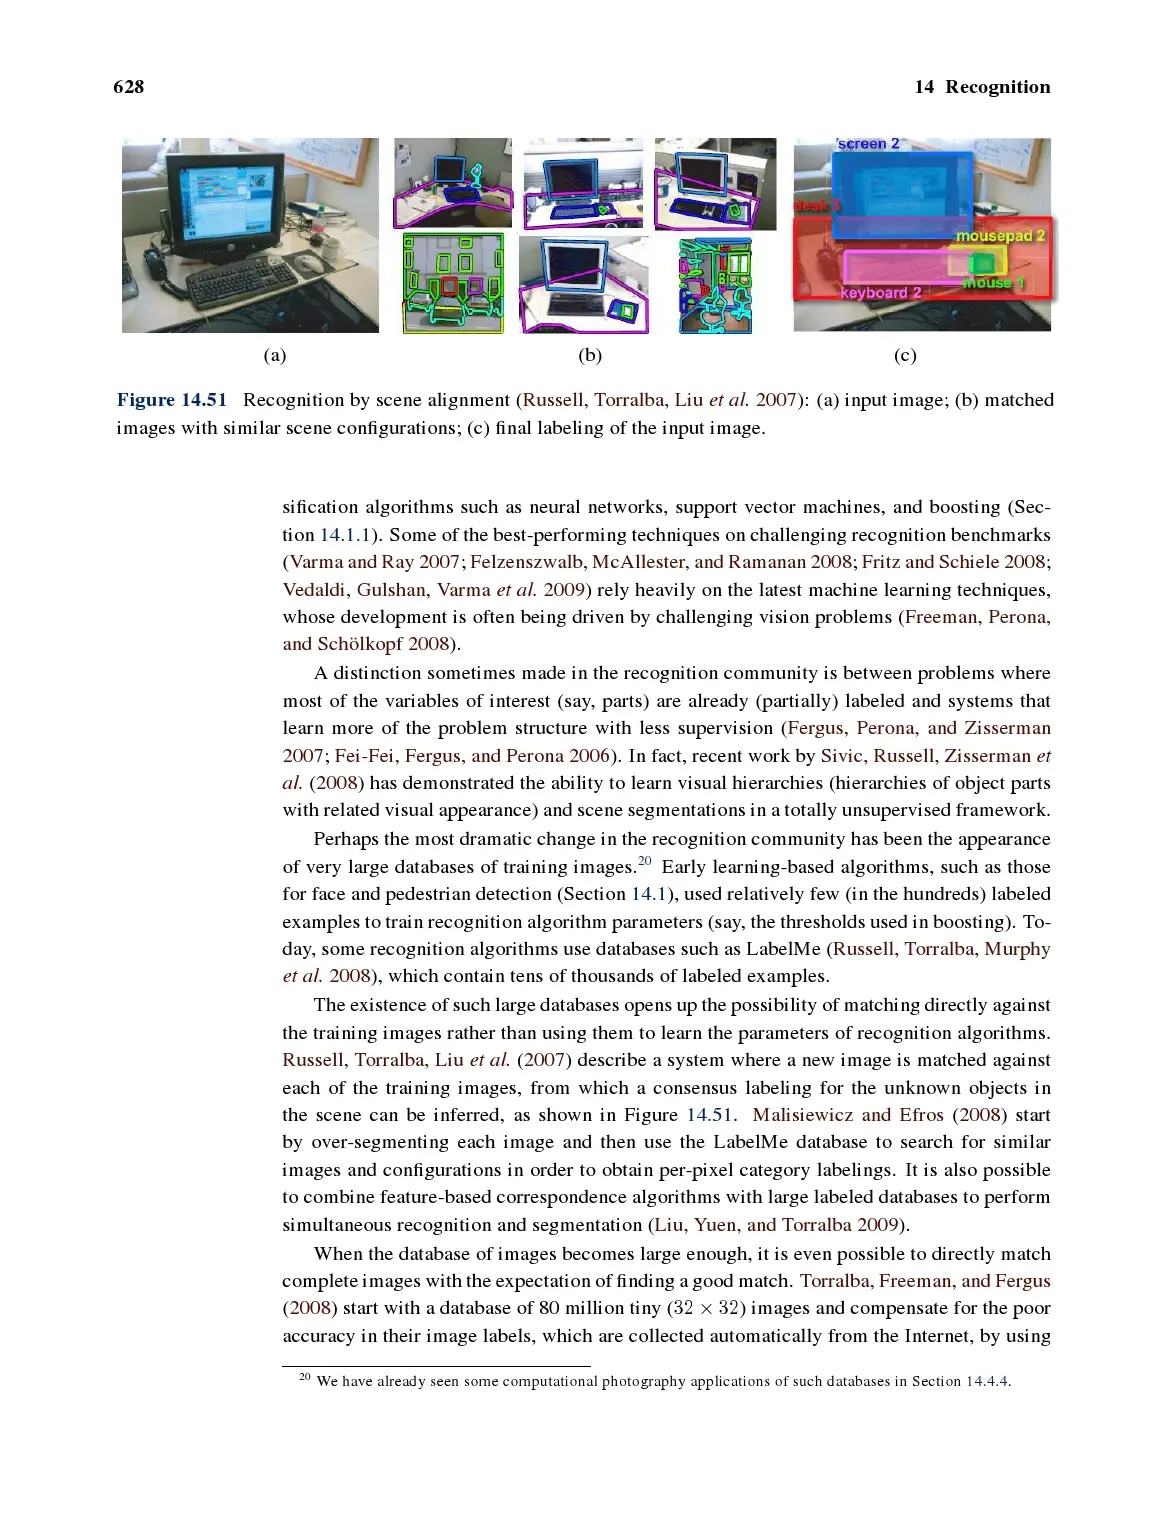 628
14 Recognition
screen 2
desk 3
mousepad 2
mouse 1
keyboard 2
(a)
(b)
(c)
Figure 14.51 Recognition by scene alignment (Russell, Torralba, Liu et al. 2007): (a) input image; (b) matched
images with similar scene configurations; (c) final labeling of the input image.
sification algorithms such as neural networks, support vector machines, and boosting (Sec-
tion 14.1.1). Some of the best-performing techniques on challenging recognition benchmarks
(Varma and Ray 2007; Felzenszwalb, McAllester, and Ramanan 2008; Fritz and Schiele 2008;
Vedaldi, Gulshan, Varma et al. 2009) rely heavily on the latest machine learning techniques,
whose development is often being driven by challenging vision problems (Freeman, Perona,
and Schölkopf 2008).
A distinction sometimes made in the recognition community is between problems where
most of the variables of interest (say, parts) are already (partially) labeled and systems that
learn more of the problem structure with less supervision (Fergus, Perona, and Zisserman
2007; Fei-Fei, Fergus, and Perona 2006). In fact, recent work by Sivic, Russell, Zisserman et
al. (2008) has demonstrated the ability to learn visual hierarchies (hierarchies of object parts
with related visual appearance) and scene segmentations in a totally unsupervised framework.
Perhaps the most dramatic change in the recognition community has been the appearance
of very large databases of training images.20 Early learning-based algorithms, such as those
for face and pedestrian detection (Section 14.1), used relatively few (in the hundreds) labeled
examples to train recognition algorithm parameters (say, the thresholds used in boosting). To-
day, some recognition algorithms use databases such as LabelMe (Russell, Torralba, Murphy
et al. 2008), which contain tens of thousands of labeled examples.
The existence of such large databases opens up the possibility of matching directly against
the training images rather than using them to learn the parameters of recognition algorithms.
Russell, Torralba, Liu et al. (2007) describe a system where a new image is matched against
each of the training images, from which a consensus labeling for the unknown objects in
the scene can be inferred, as shown in Figure 14.51. Malisiewicz and Efros (2008) start
by over-segmenting each image and then use the LabelMe database to search for similar
images and configurations in order to obtain per-pixel category labelings. It is also possible
to combine feature-based correspondence algorithms with large labeled databases to perform
simultaneous recognition and segmentation (Liu, Yuen, and Torralba 2009).
When the database of images becomes large enough, it is even possible to directly match
complete images with the expectation of finding a good match. Torralba, Freeman, and Fergus
(2008) start with a database of 80 million tiny (32 × 32) images and compensate for the poor
accuracy in their image labels, which are collected automatically from the Internet, by using
20 We have already seen some computational photography applications of such databases in Section 14.4.4.